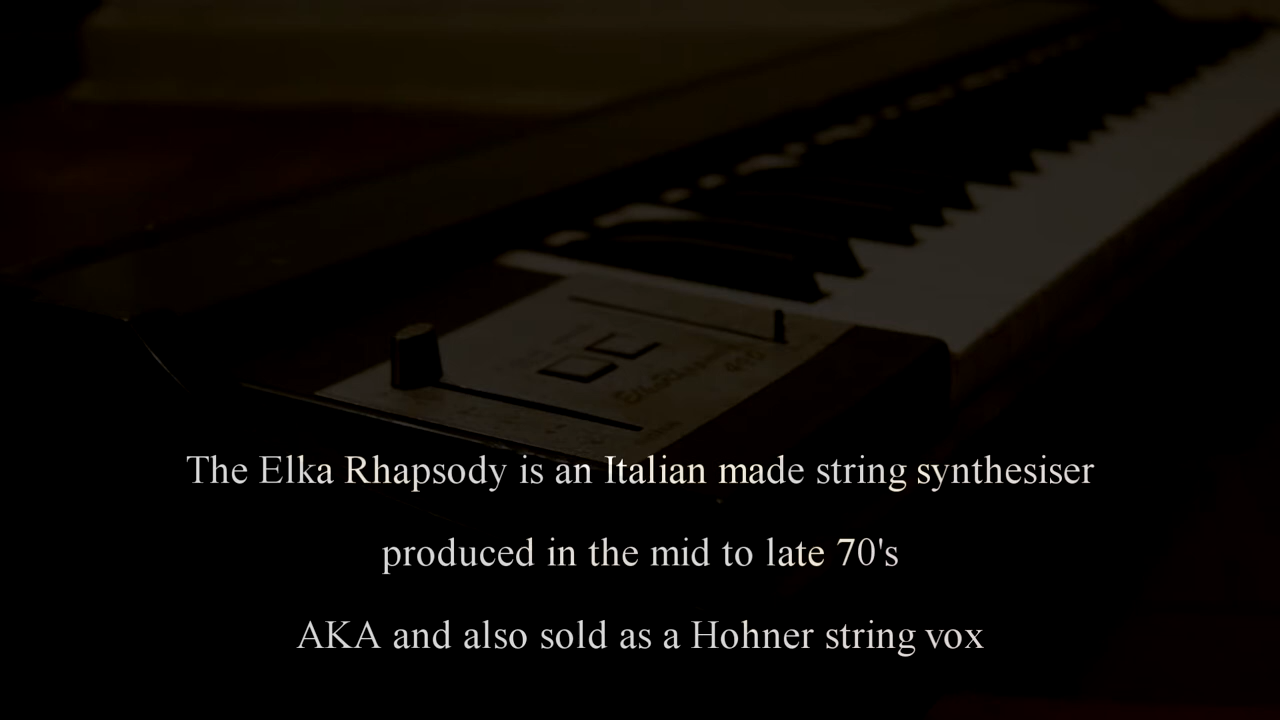 The Elka Rhapsody is an Italian made string synthesiser
produced in the mid to late 70's
AKA and also sold as a Hohner string vox